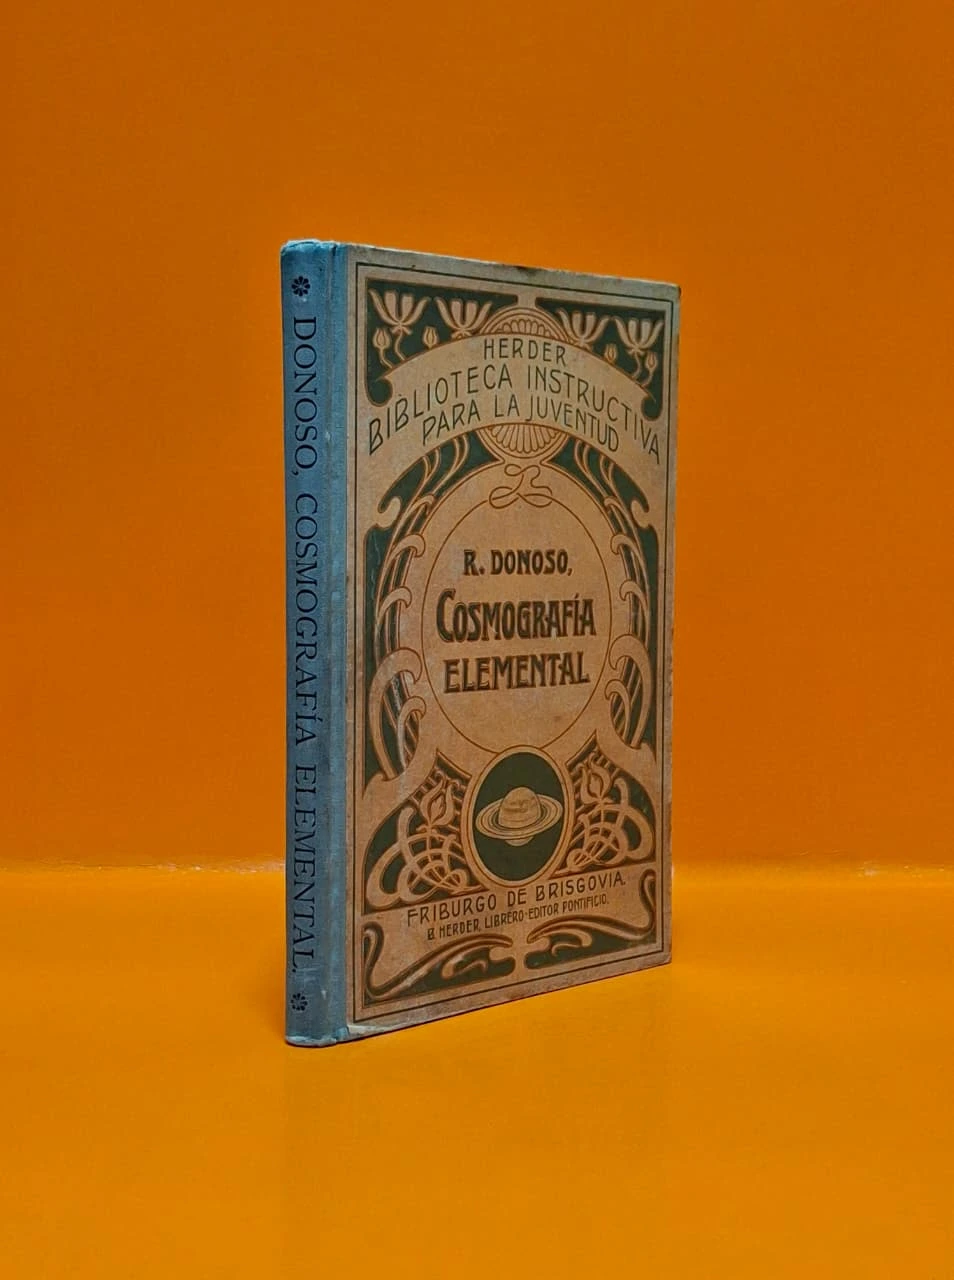 DONOSO, COSMOGRAFÍA ELEMENTAL.
HERDER
BIBLIOTECA INSTRUCTIVA
PARA LA JUVENTUD
R. DONOSO,
COSMOGRAFÍA
ELEMENTAL
FRIBURGO DE BRISGOVIA.
B. HERDER, LIBRERO-EDITOR PONTIFICIO.